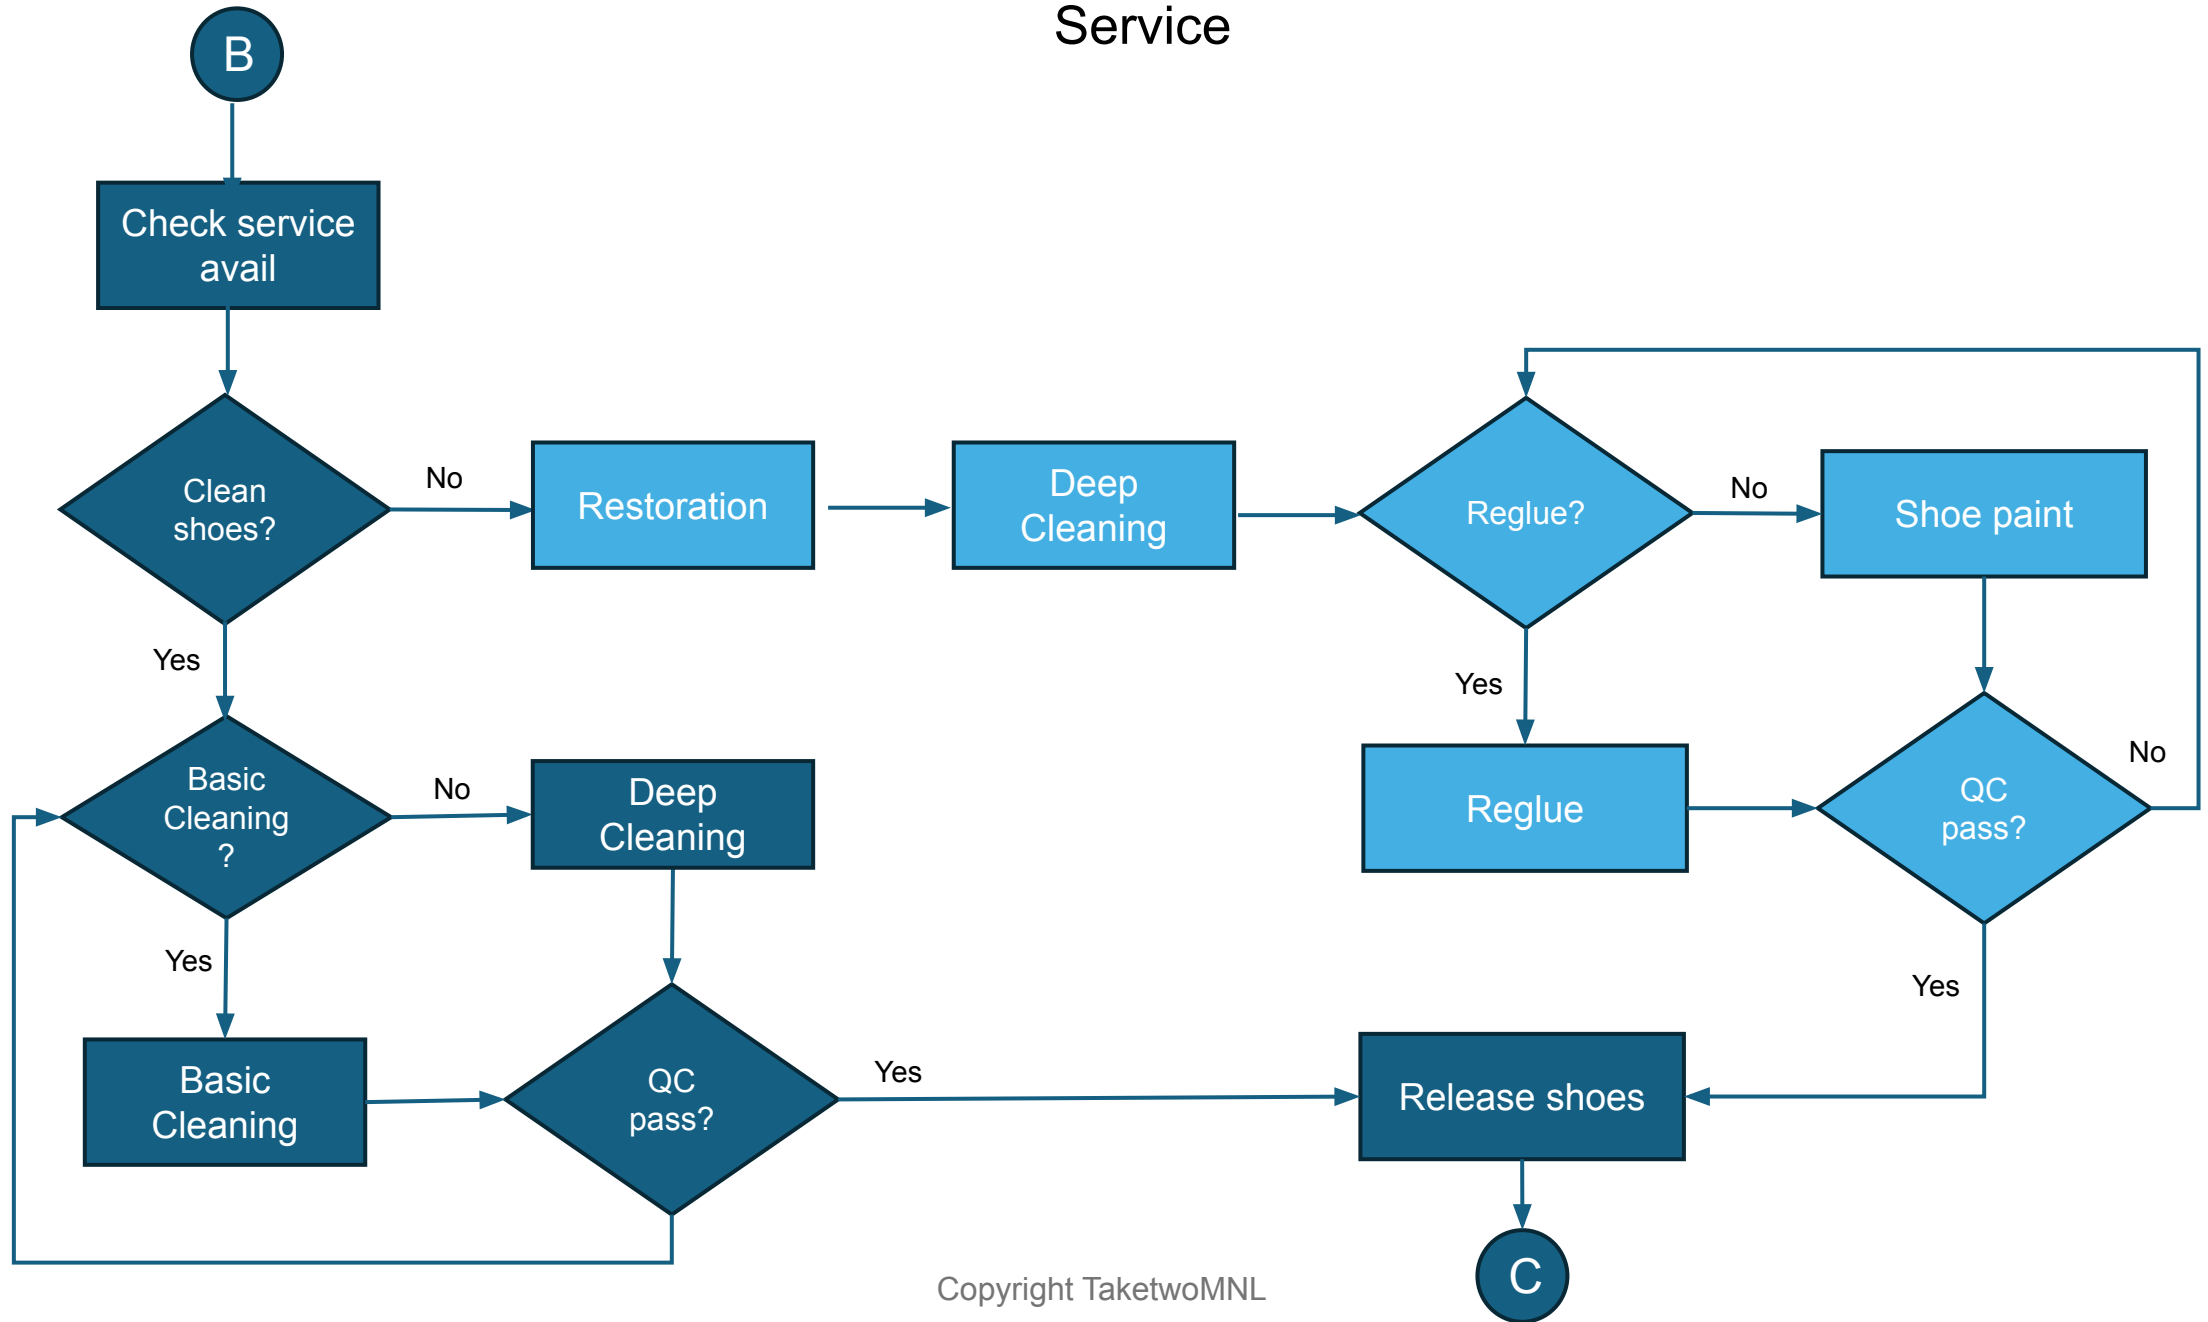 Service
B
Check service
avail
Clean
shoes?
No
Restoration
Deep
Cleaning
Reglue?
No
Shoe paint
Yes
Yes
Basic
Cleaning
?
No
Deep
Cleaning
Reglue
QC
pass?
No
Yes
Yes
Basic
Cleaning
QC
pass?
Yes
Release shoes
C
Copyright TaketwoMNL